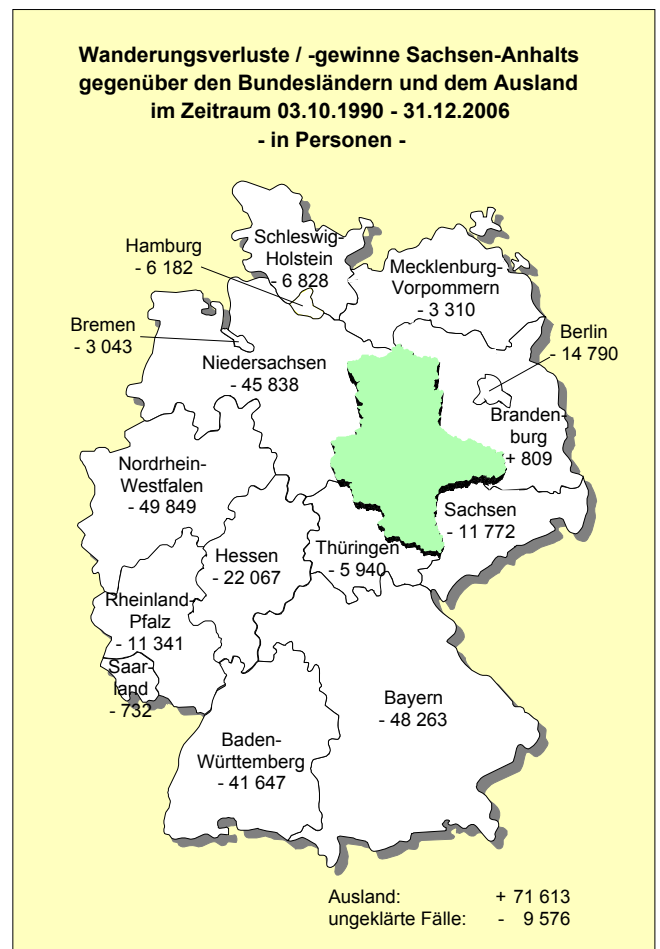 Wanderungsverluste / -gewinne Sachsen-Anhalts
gegenüber den Bundesländern und dem Ausland
im Zeitraum 03.10.1990 - 31.12.2006
- in Personen -
Schleswig-
Holstein
- 6 828
Hamburg
- 6 182
Mecklenburg-
Vorpommern
- 3 310
Bremen
- 3 043
Berlin
- 14 790
Niedersachsen
- 45 838
Branden-
burg
+ 809
Nordrhein-
Westfalen
- 49 849
Sachsen
- 11 772
Thüringen
- 5 940
Hessen
- 22 067
Rheinland-
Pfalz
- 11 341
Saar-
land
- 732
Bayern
- 48 263
Baden-
Württemberg
- 41 647
Ausland: + 71 613
ungeklärte Fälle: - 9 576